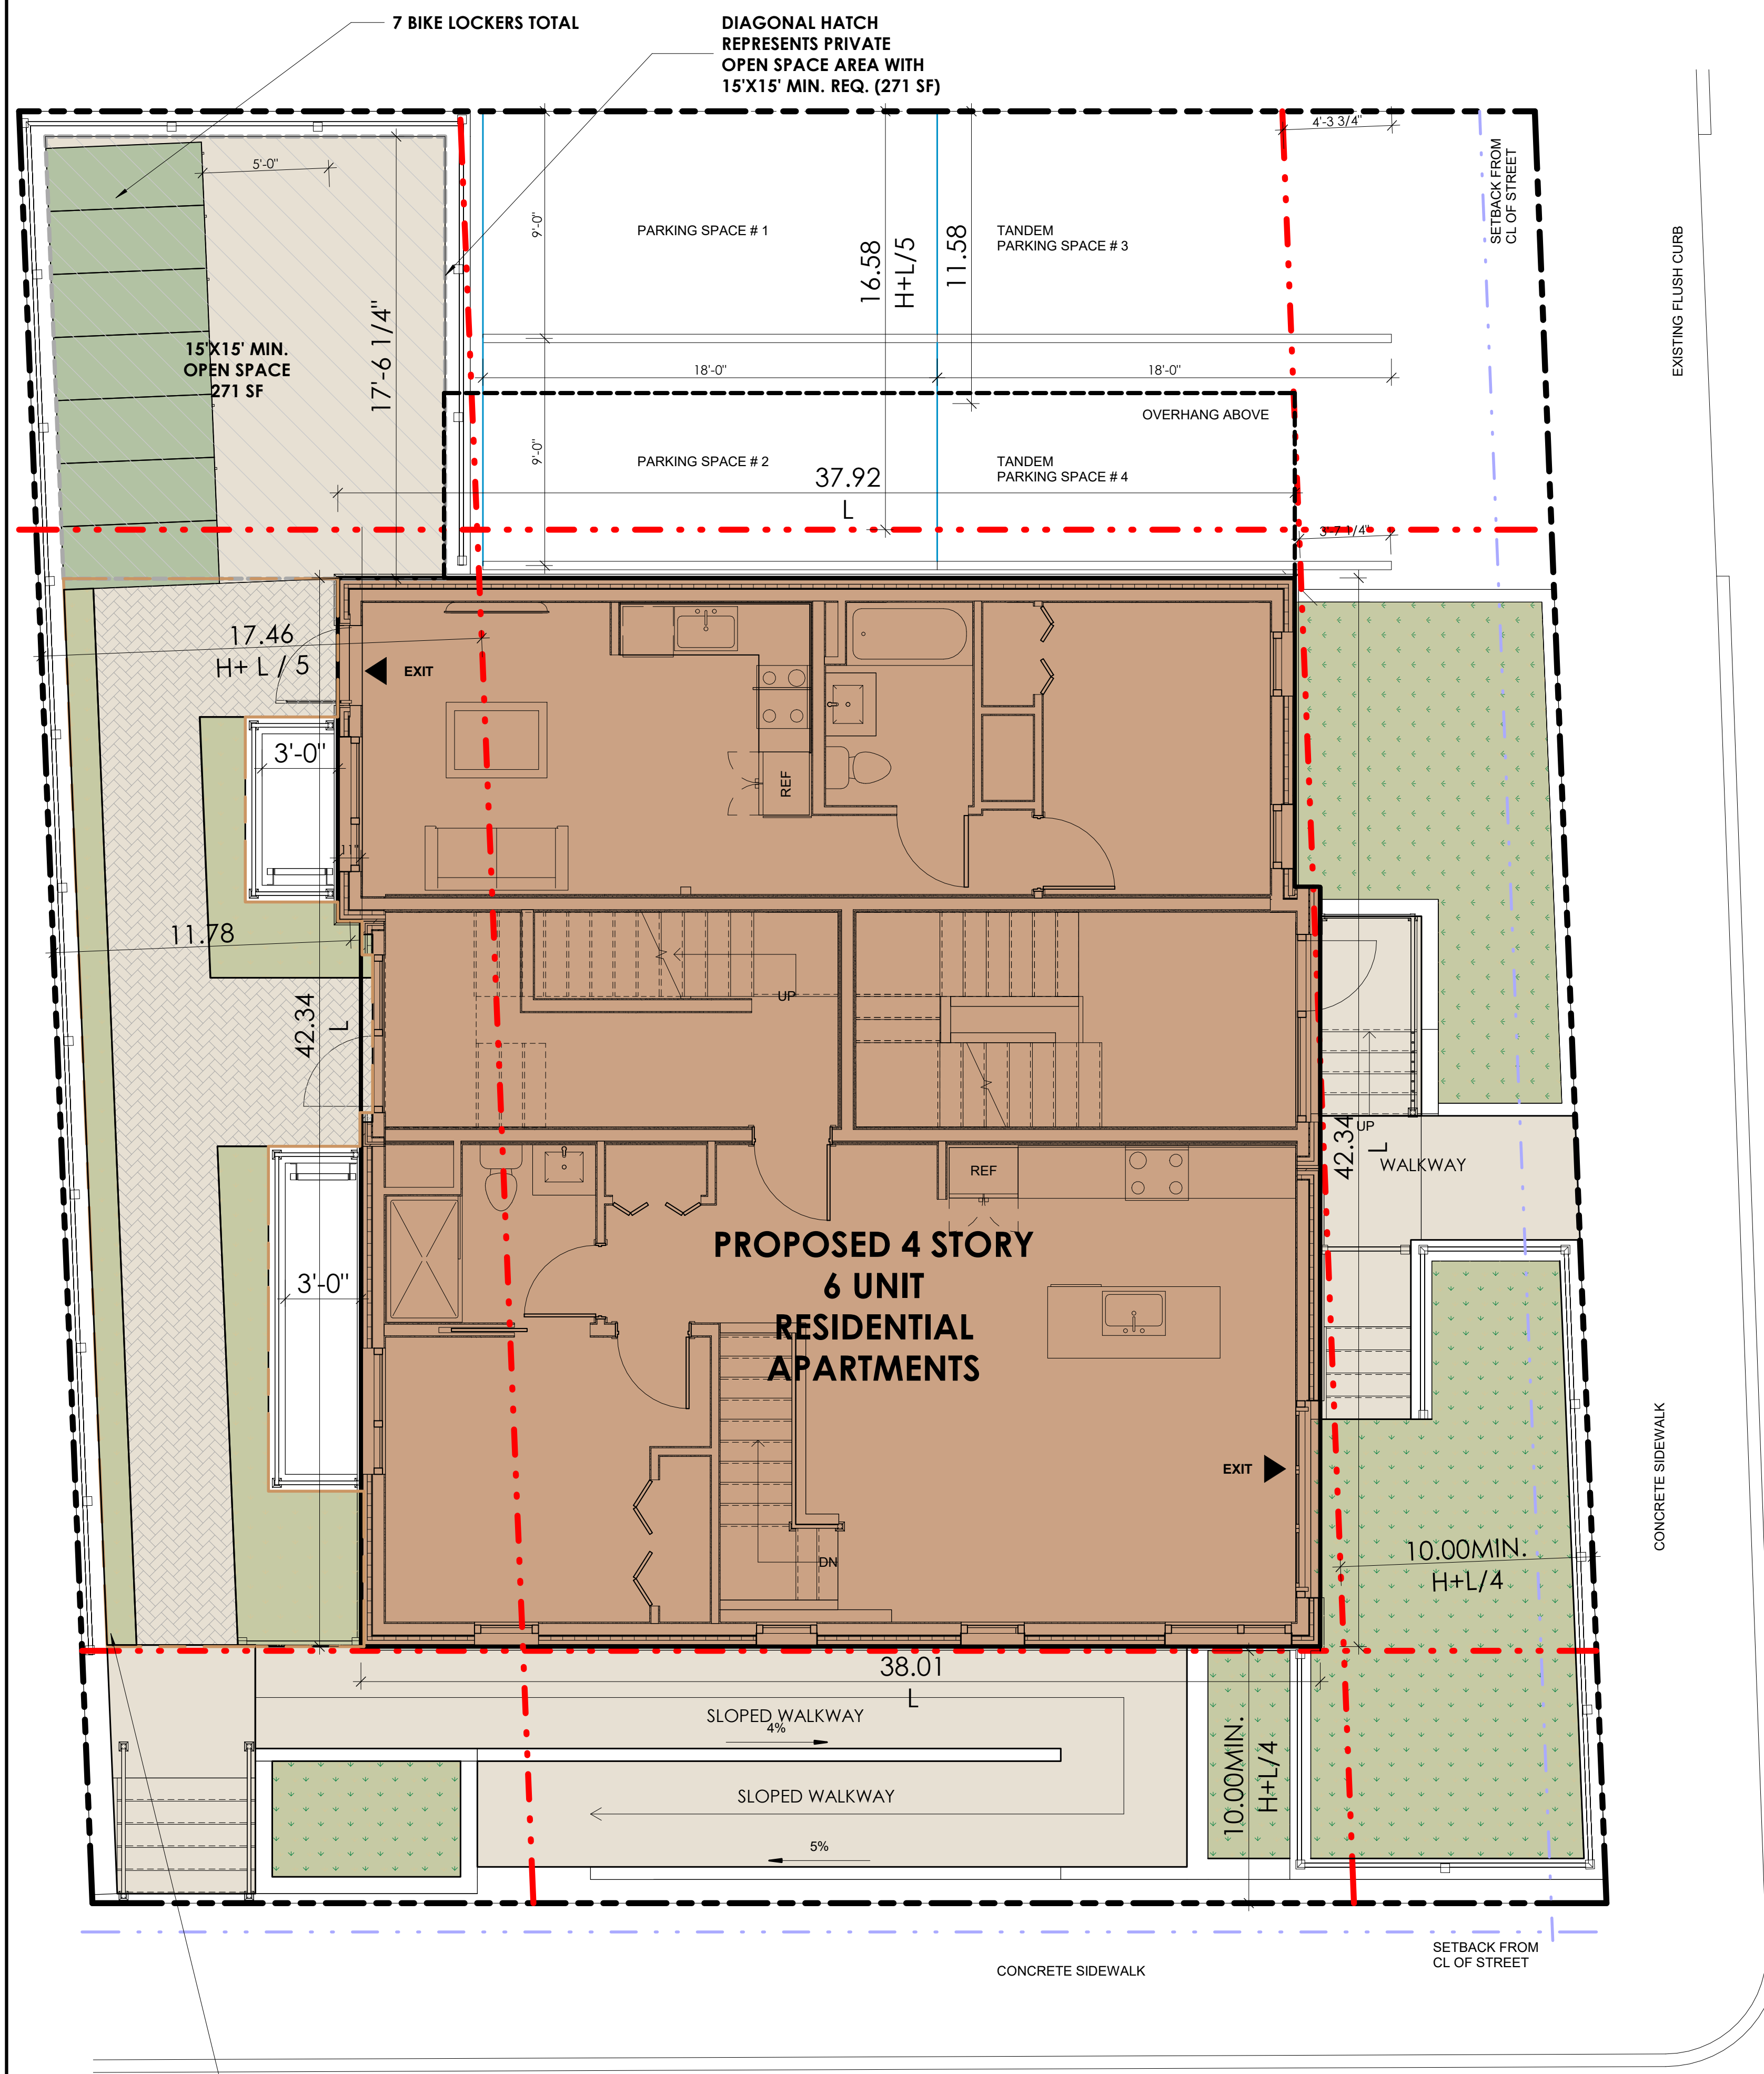 7 BIKE LOCKERS TOTAL
DIAGONAL HATCH
REPRESENTS PRIVATE
OPEN SPACE AREA WITH
15'X15' MIN. REQ. (271 SF)
4'-3 3/4"
SETBACK FROM
CL OF STREET
5'-0"
9'-0"
PARKING SPACE # 1
16.58
H+L/5
11.58
TANDEM
PARKING SPACE # 3
EXISTING FLUSH CURB
15'X15' MIN.
OPEN SPACE
271 SF
17'-6 1/4"
18'-0"
18'-0"
OVERHANG ABOVE
9'-0"
PARKING SPACE # 2
TANDEM
PARKING SPACE # 4
37.92
L
3'-7 1/4"
17.46
H+ L / 5
EXIT
3'-0"
REF
11"
11.78
42.34
L
UP
UP
42.34
L
WALKWAY
REF
PROPOSED 4 STORY
6 UNIT
RESIDENTIAL
APARTMENTS
3'-0"
EXIT
CONCRETE SIDEWALK
DN
10.00MIN.
H+L/4
38.01
L
SLOPED WALKWAY
4%
10.00MIN.
H+L/4
SLOPED WALKWAY
5%
SETBACK FROM
CL OF STREET
CONCRETE SIDEWALK